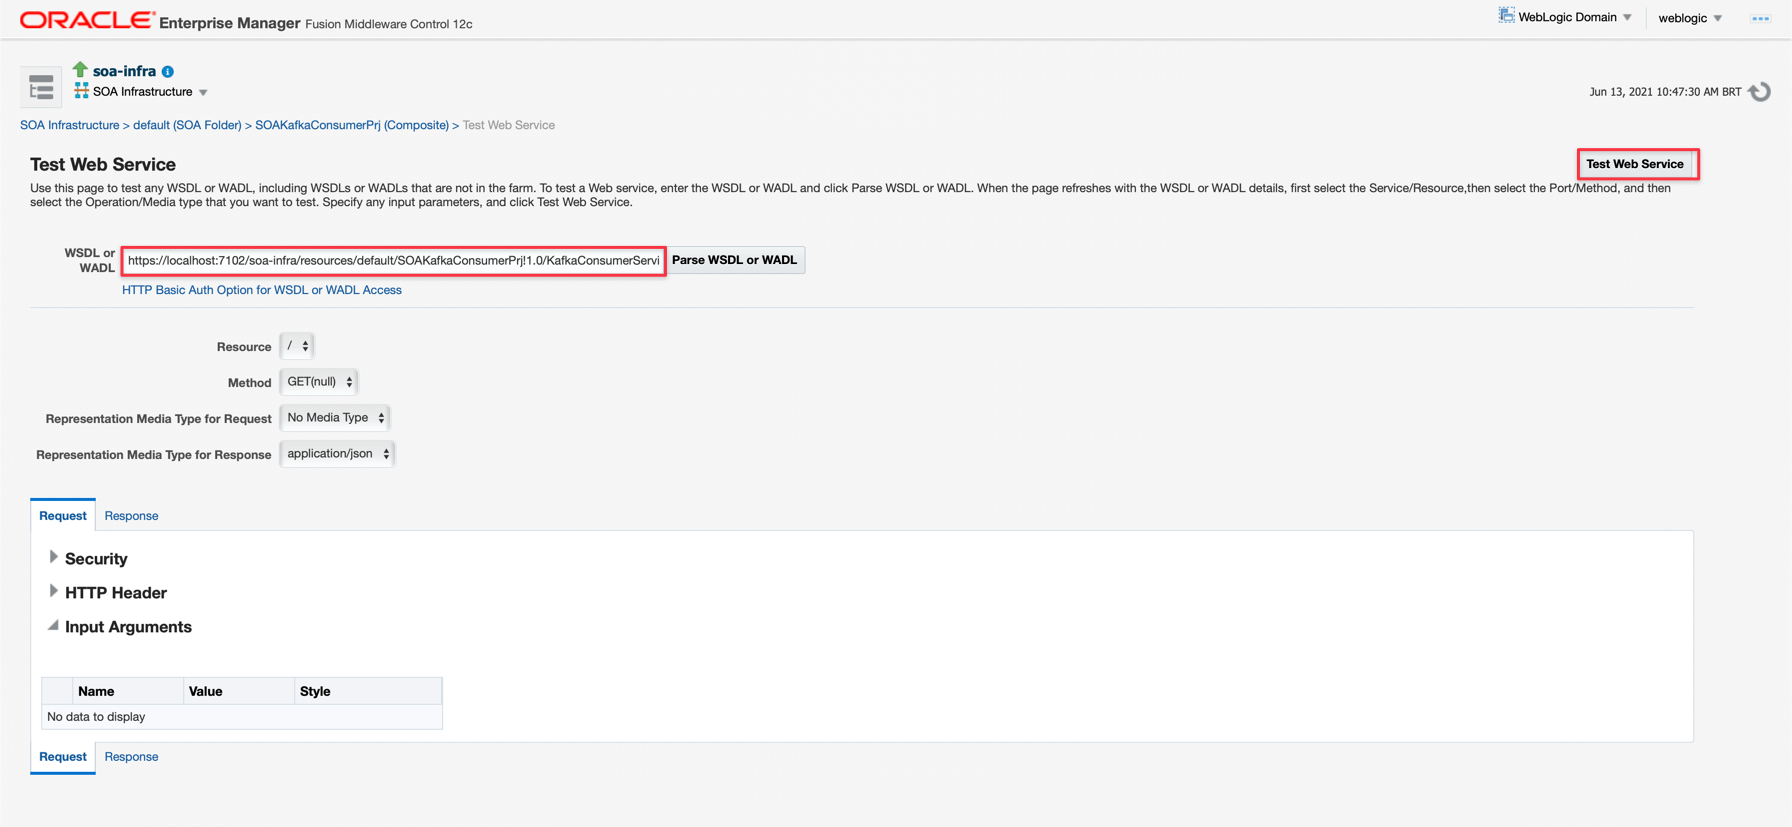 ORACLE Enterprise Manager Fusion Middleware Control 12c
WebLogic Domain
weblogic
soa-infra
SOA Infrastructure
Jun 13, 2021 10:47:30 AM BRT
SOA Infrastructure > default (SOA Folder) > SOAKafkaConsumerPrj (Composite) > Test Web Service
Test Web Service
Test Web Service
Use this page to test any WSDL or WADL, including WSDLs or WADLs that are not in the farm. To test a Web service, enter the WSDL or WADL and click Parse WSDL or WADL. When the page refreshes with the WSDL or WADL details, first select the Service/Resource,then select the Port/Method, and then
select the Operation/Media type that you want to test. Specify any input parameters, and click Test Web Service.
WSDL or
WADL
https://localhost:7102/soa-infra/resources/default/SOAKafkaConsumerPrj!1.0/KafkaConsumerServi
Parse WSDL or WADL
HTTP Basic Auth Option for WSDL or WADL Access
Resource /
Method GET(null)
Representation Media Type for Request No Media Type
Representation Media Type for Response application/json
Request Response
Security
HTTP Header
Input Arguments
Name Value Style
No data to display
Request Response